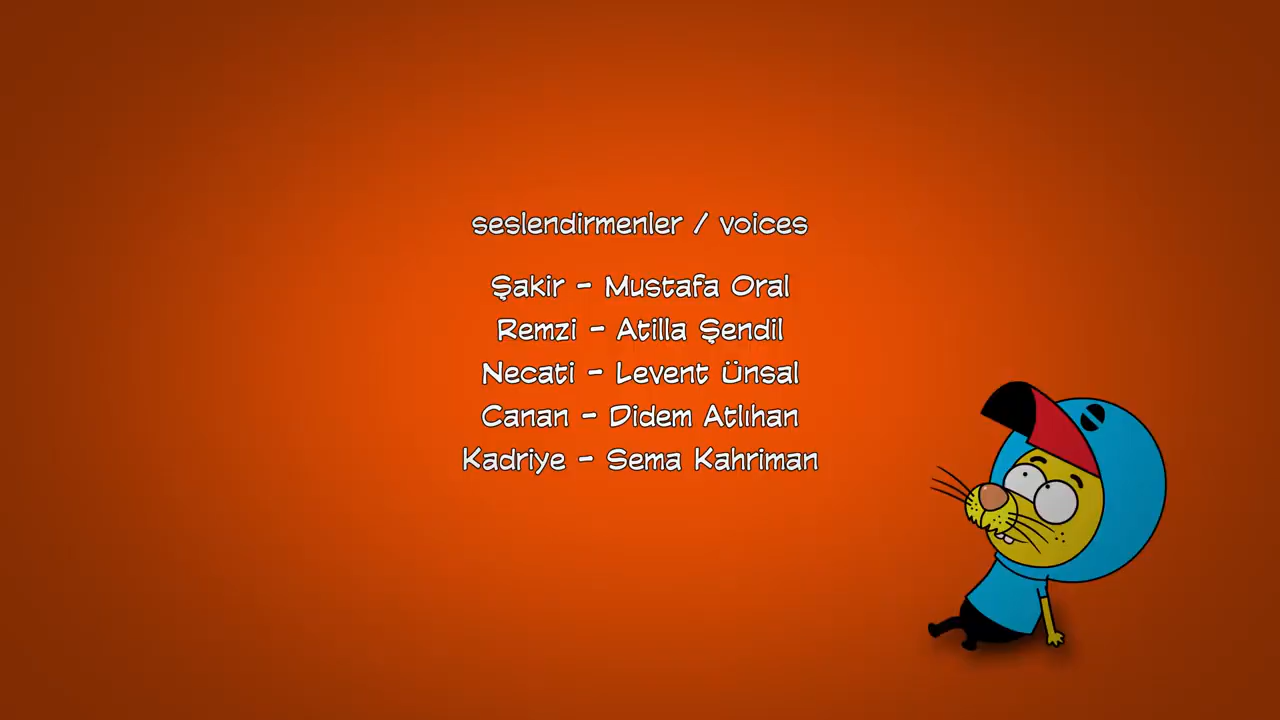 seslendirmenler / voices
Şakir - Mustafa Oral
Remzi - Atilla Şendil
Necati - Levent Ünsal
Canan - Didem Atlıhan
Kadriye - Sema Kahriman